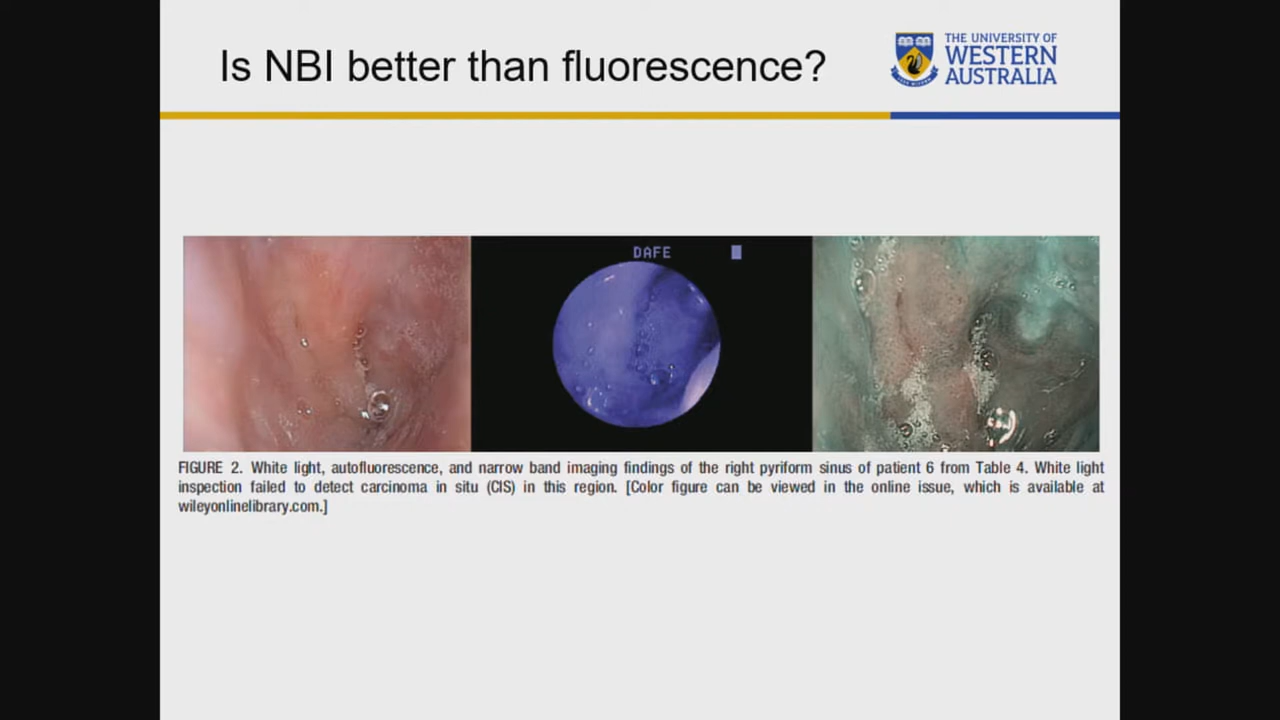 Is NBI better than fluorescence?
THE UNIVERSITY OF
WESTERN
AUSTRALIA
DAFE
FIGURE 2. White light, autofluorescence, and narrow band imaging findings of the right pyriform sinus of patient 6 from Table 4. White light
inspection failed to detect carcinoma in situ (CIS) in this region. [Color figure can be viewed in the online issue, which is available at
wileyonlinelibrary.com.]